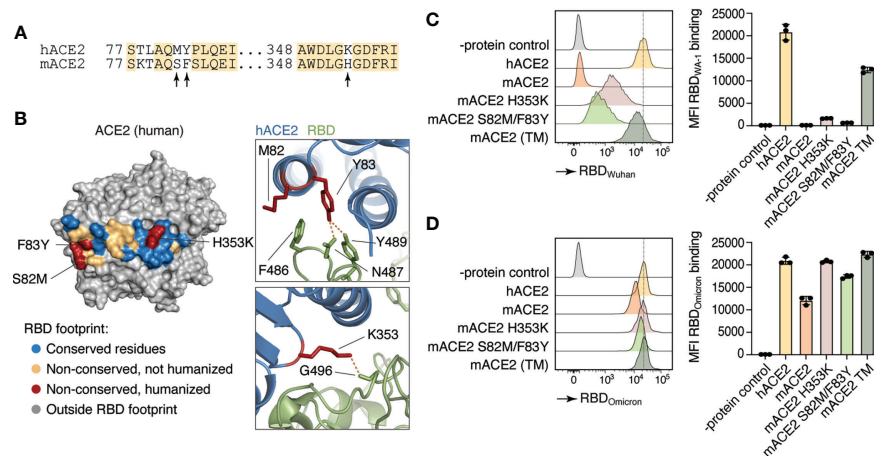 A
hACE2 77 STLAQMYPLQEI...348 AWDLGKGDFRI
mACE2 77 SKTAQSFSLQEI...348 AWDLGHGDFRI
B
ACE2 (human)
F83Y
S82M
H353K
RBD footprint:
Conserved residues
Non-conserved, not humanized
Non-conserved, humanized
Outside RBD footprint
hACE2 RBD
M82
Y83
F486
Y489
N487
K353
G496
C
-protein control
hACE2
mACE2
mACE2 H353K
mACE2 S82M/F83Y
mACE2 (TM)
0 10³ 10⁴ 10⁵
RBDWuhan
MFI RBDWA-1 binding
25000
20000
15000
10000
5000
0
-protein control
hACE2
mACE2
mACE2 H353K
mACE2 S82M/F83Y
mACE2 TM
D
-protein control
hACE2
mACE2
mACE2 H353K
mACE2 S82M/F83Y
mACE2 (TM)
0 10³ 10⁴ 10⁵
RBDOmicron
MFI RBDOmicron binding
25000
20000
15000
10000
5000
0
-protein control
hACE2
mACE2
mACE2 H353K
mACE2 S82M/F83Y
mACE2 TM